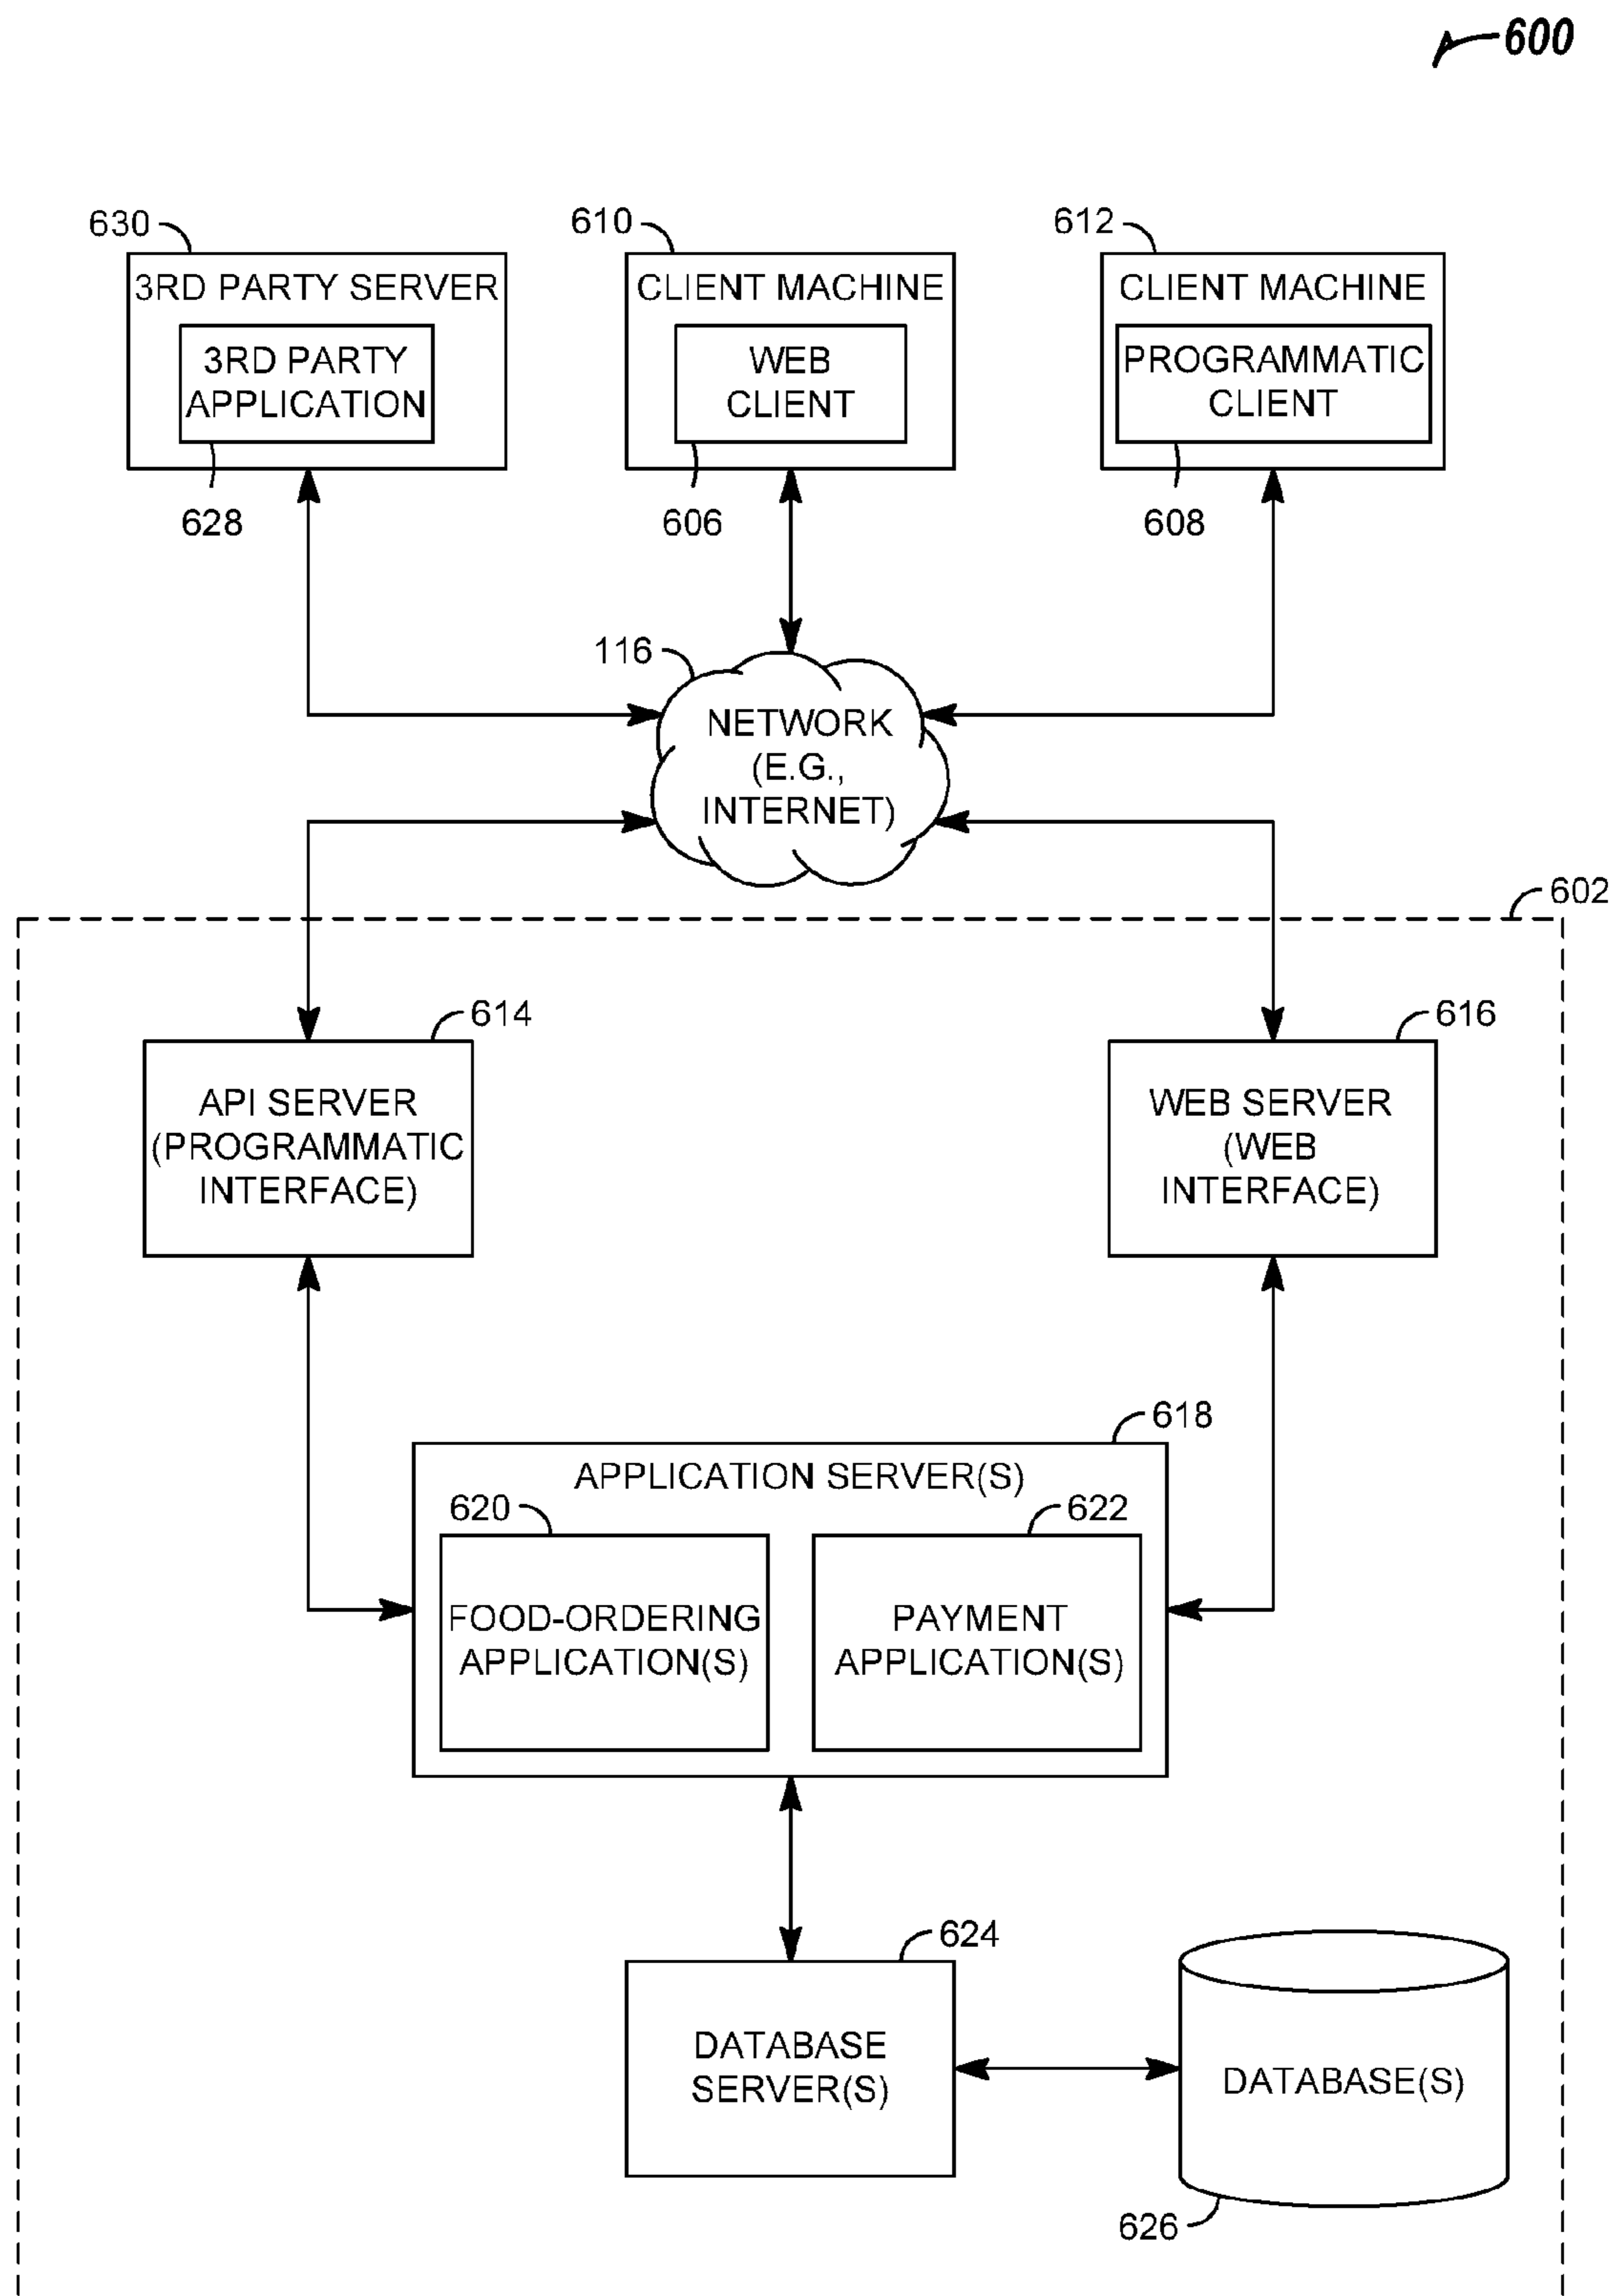 600
630
610
612
3RD PARTY SERVER
3RD PARTY
APPLICATION
628
CLIENT MACHINE
WEB
CLIENT
606
CLIENT MACHINE
PROGRAMMATIC
CLIENT
608
116
NETWORK
(E.G.,
INTERNET)
602
614
API SERVER
(PROGRAMMATIC
INTERFACE)
616
WEB SERVER
(WEB
INTERFACE)
618
APPLICATION SERVER(S)
620
FOOD-ORDERING
APPLICATION(S)
622
PAYMENT
APPLICATION(S)
624
DATABASE
SERVER(S)
DATABASE(S)
626